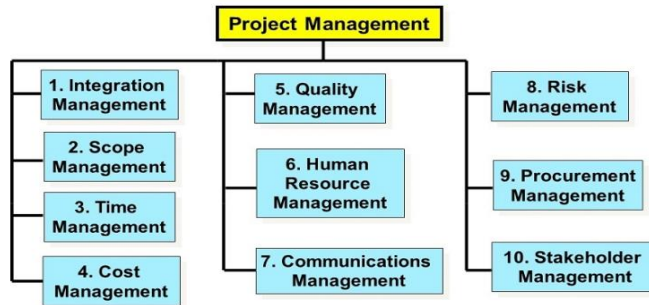 Project Management
1. Integration
Management
2. Scope
Management
3. Time
Management
4. Cost
Management
5. Quality
Management
6. Human
Resource
Management
7. Communications
Management
8. Risk
Management
9. Procurement
Management
10. Stakeholder
Management